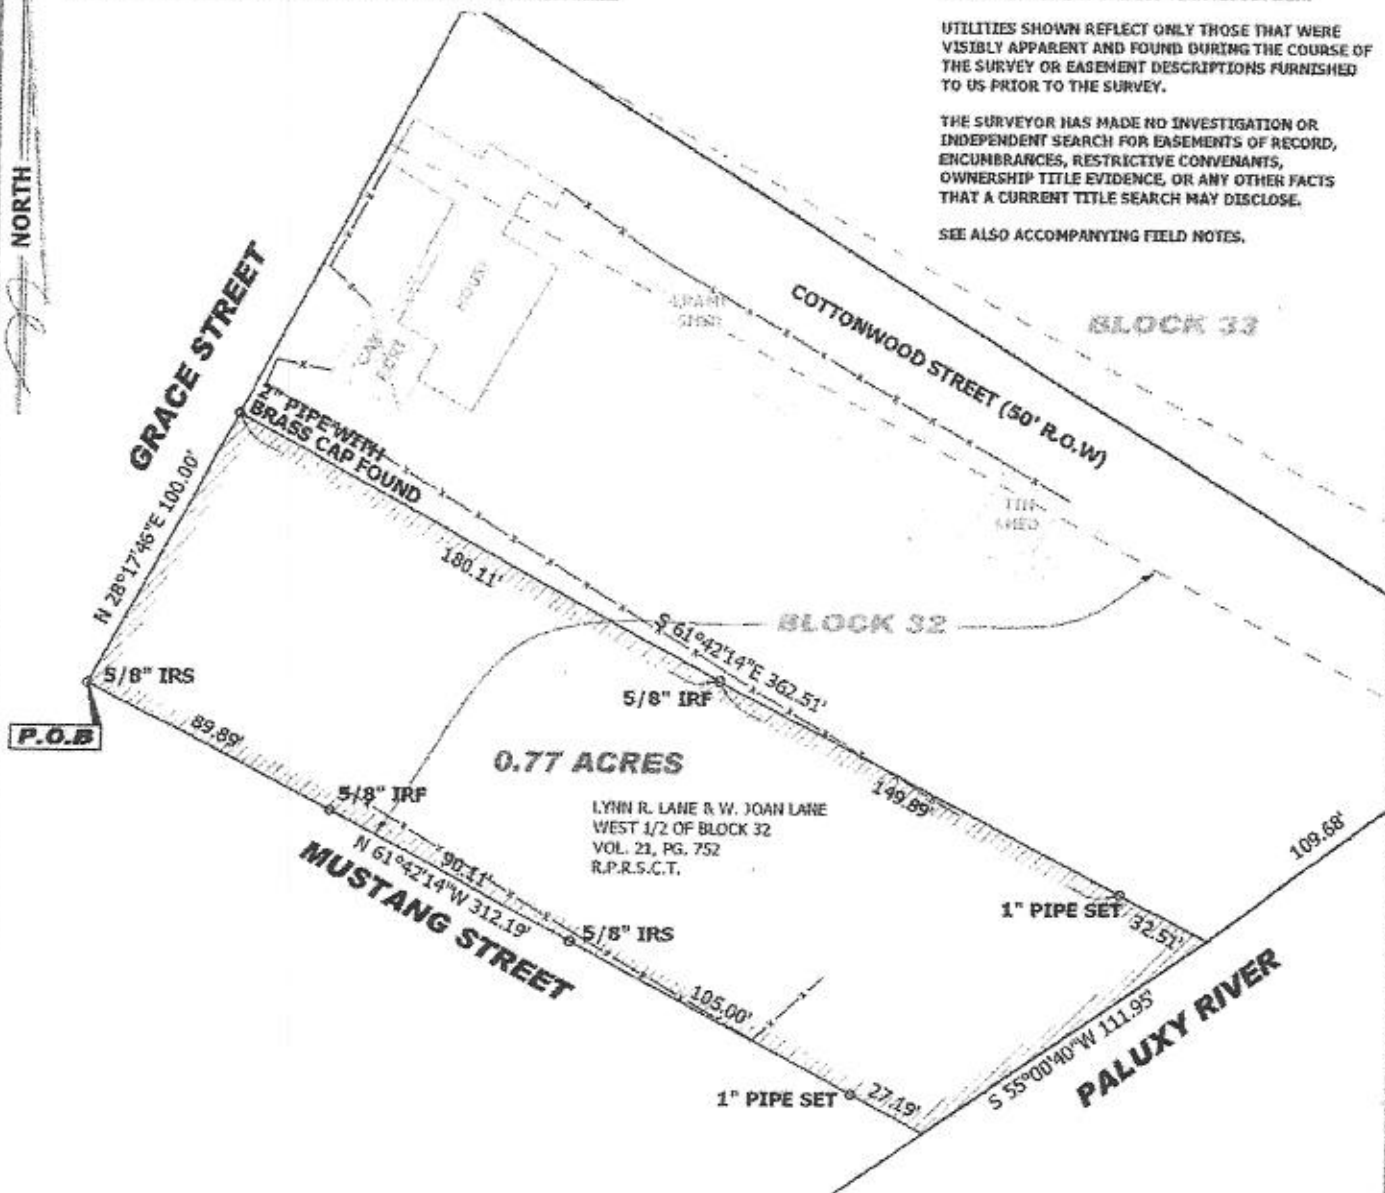 UTILITIES SHOWN REFLECT ONLY THOSE THAT WERE
VISIBLY APPARENT AND FOUND DURING THE COURSE OF
THE SURVEY OR EASEMENT DESCRIPTIONS FURNISHED
TO US PRIOR TO THE SURVEY.
THE SURVEYOR HAS MADE NO INVESTIGATION OR
INDEPENDENT SEARCH FOR EASEMENTS OF RECORD,
ENCUMBRANCES, RESTRICTIVE CONVENANTS,
OWNERSHIP TITLE EVIDENCE, OR ANY OTHER FACTS
THAT A CURRENT TITLE SEARCH MAY DISCLOSE.
SEE ALSO ACCOMPANYING FIELD NOTES.
NORTH
GRACE STREET
HOUSE
SHED
COTTONWOOD STREET (50' R.O.W)
BLOCK 33
2" PIPE WITH
BRASS CAP FOUND
N 28°17'46"E 100.00'
180.11'
TIN
SHED
BLOCK 32
S 61°42'14"E 362.51'
5/8" IRS
5/8" IRF
P.O.B
89.89'
0.77 ACRES
5/8" IRF
149.89'
LYNN R. LANE & W. JOAN LANE
WEST 1/2 OF BLOCK 32
VOL. 21, PG. 752
R.P.R.S.C.T.
109.68'
90.11'
N 61°42'14"W 312.19'
MUSTANG STREET
5/8" IRS
1" PIPE SET
32.51'
105.00'
S 55°00'40"W 111.95'
PALUXY RIVER
1" PIPE SET
27.19'